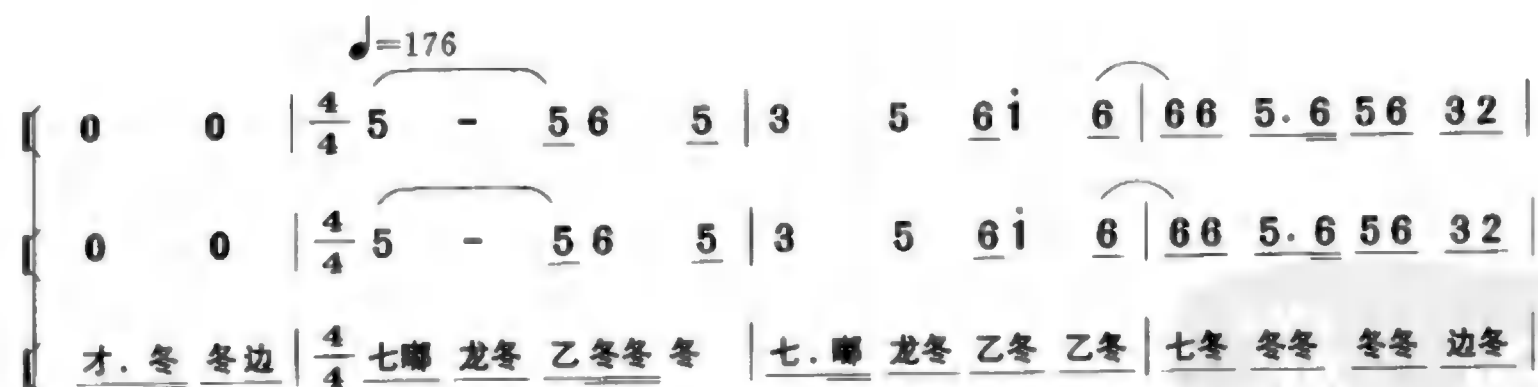 ♩=176
0 0 | 4/4 5 - 5 6 5 | 3 5 6 i̇ 6 | 6 6 5. 6 5 6 3 2 |
0 0 | 4/4 5 - 5 6 5 | 3 5 6 i̇ 6 | 6 6 5. 6 5 6 3 2 |
才. 冬 冬边 | 4/4 七嘟 龙冬 乙冬冬 冬 | 七. 龙冬 乙冬 乙冬 | 七冬 冬冬 冬冬 边冬 |